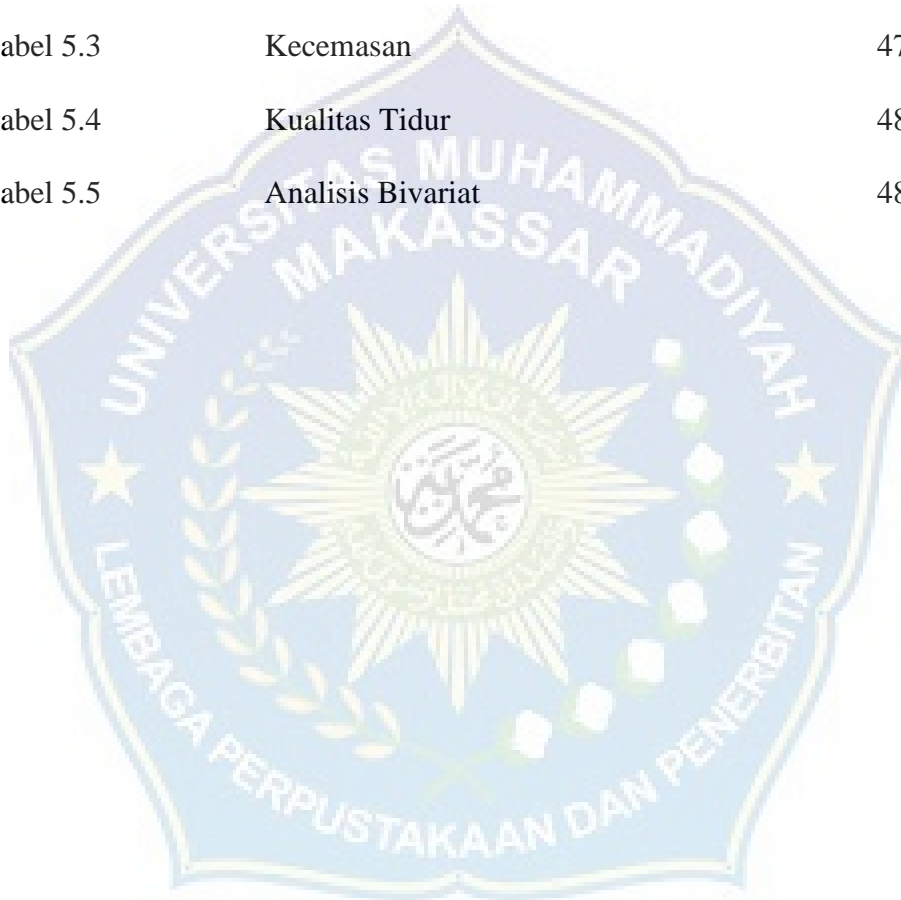 abel 5.3 Kecemasan 47
abel 5.4 Kualitas Tidur 48
abel 5.5 Analisis Bivariat 48
UNIVERSITAS MUHAMMADIYAH
MAKASSAR
LEMBAGA PERPUSTAKAAN DAN PENERBITAN